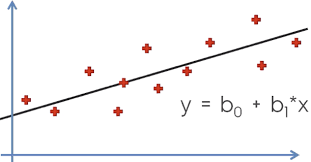 y = b₀ + b₁*x